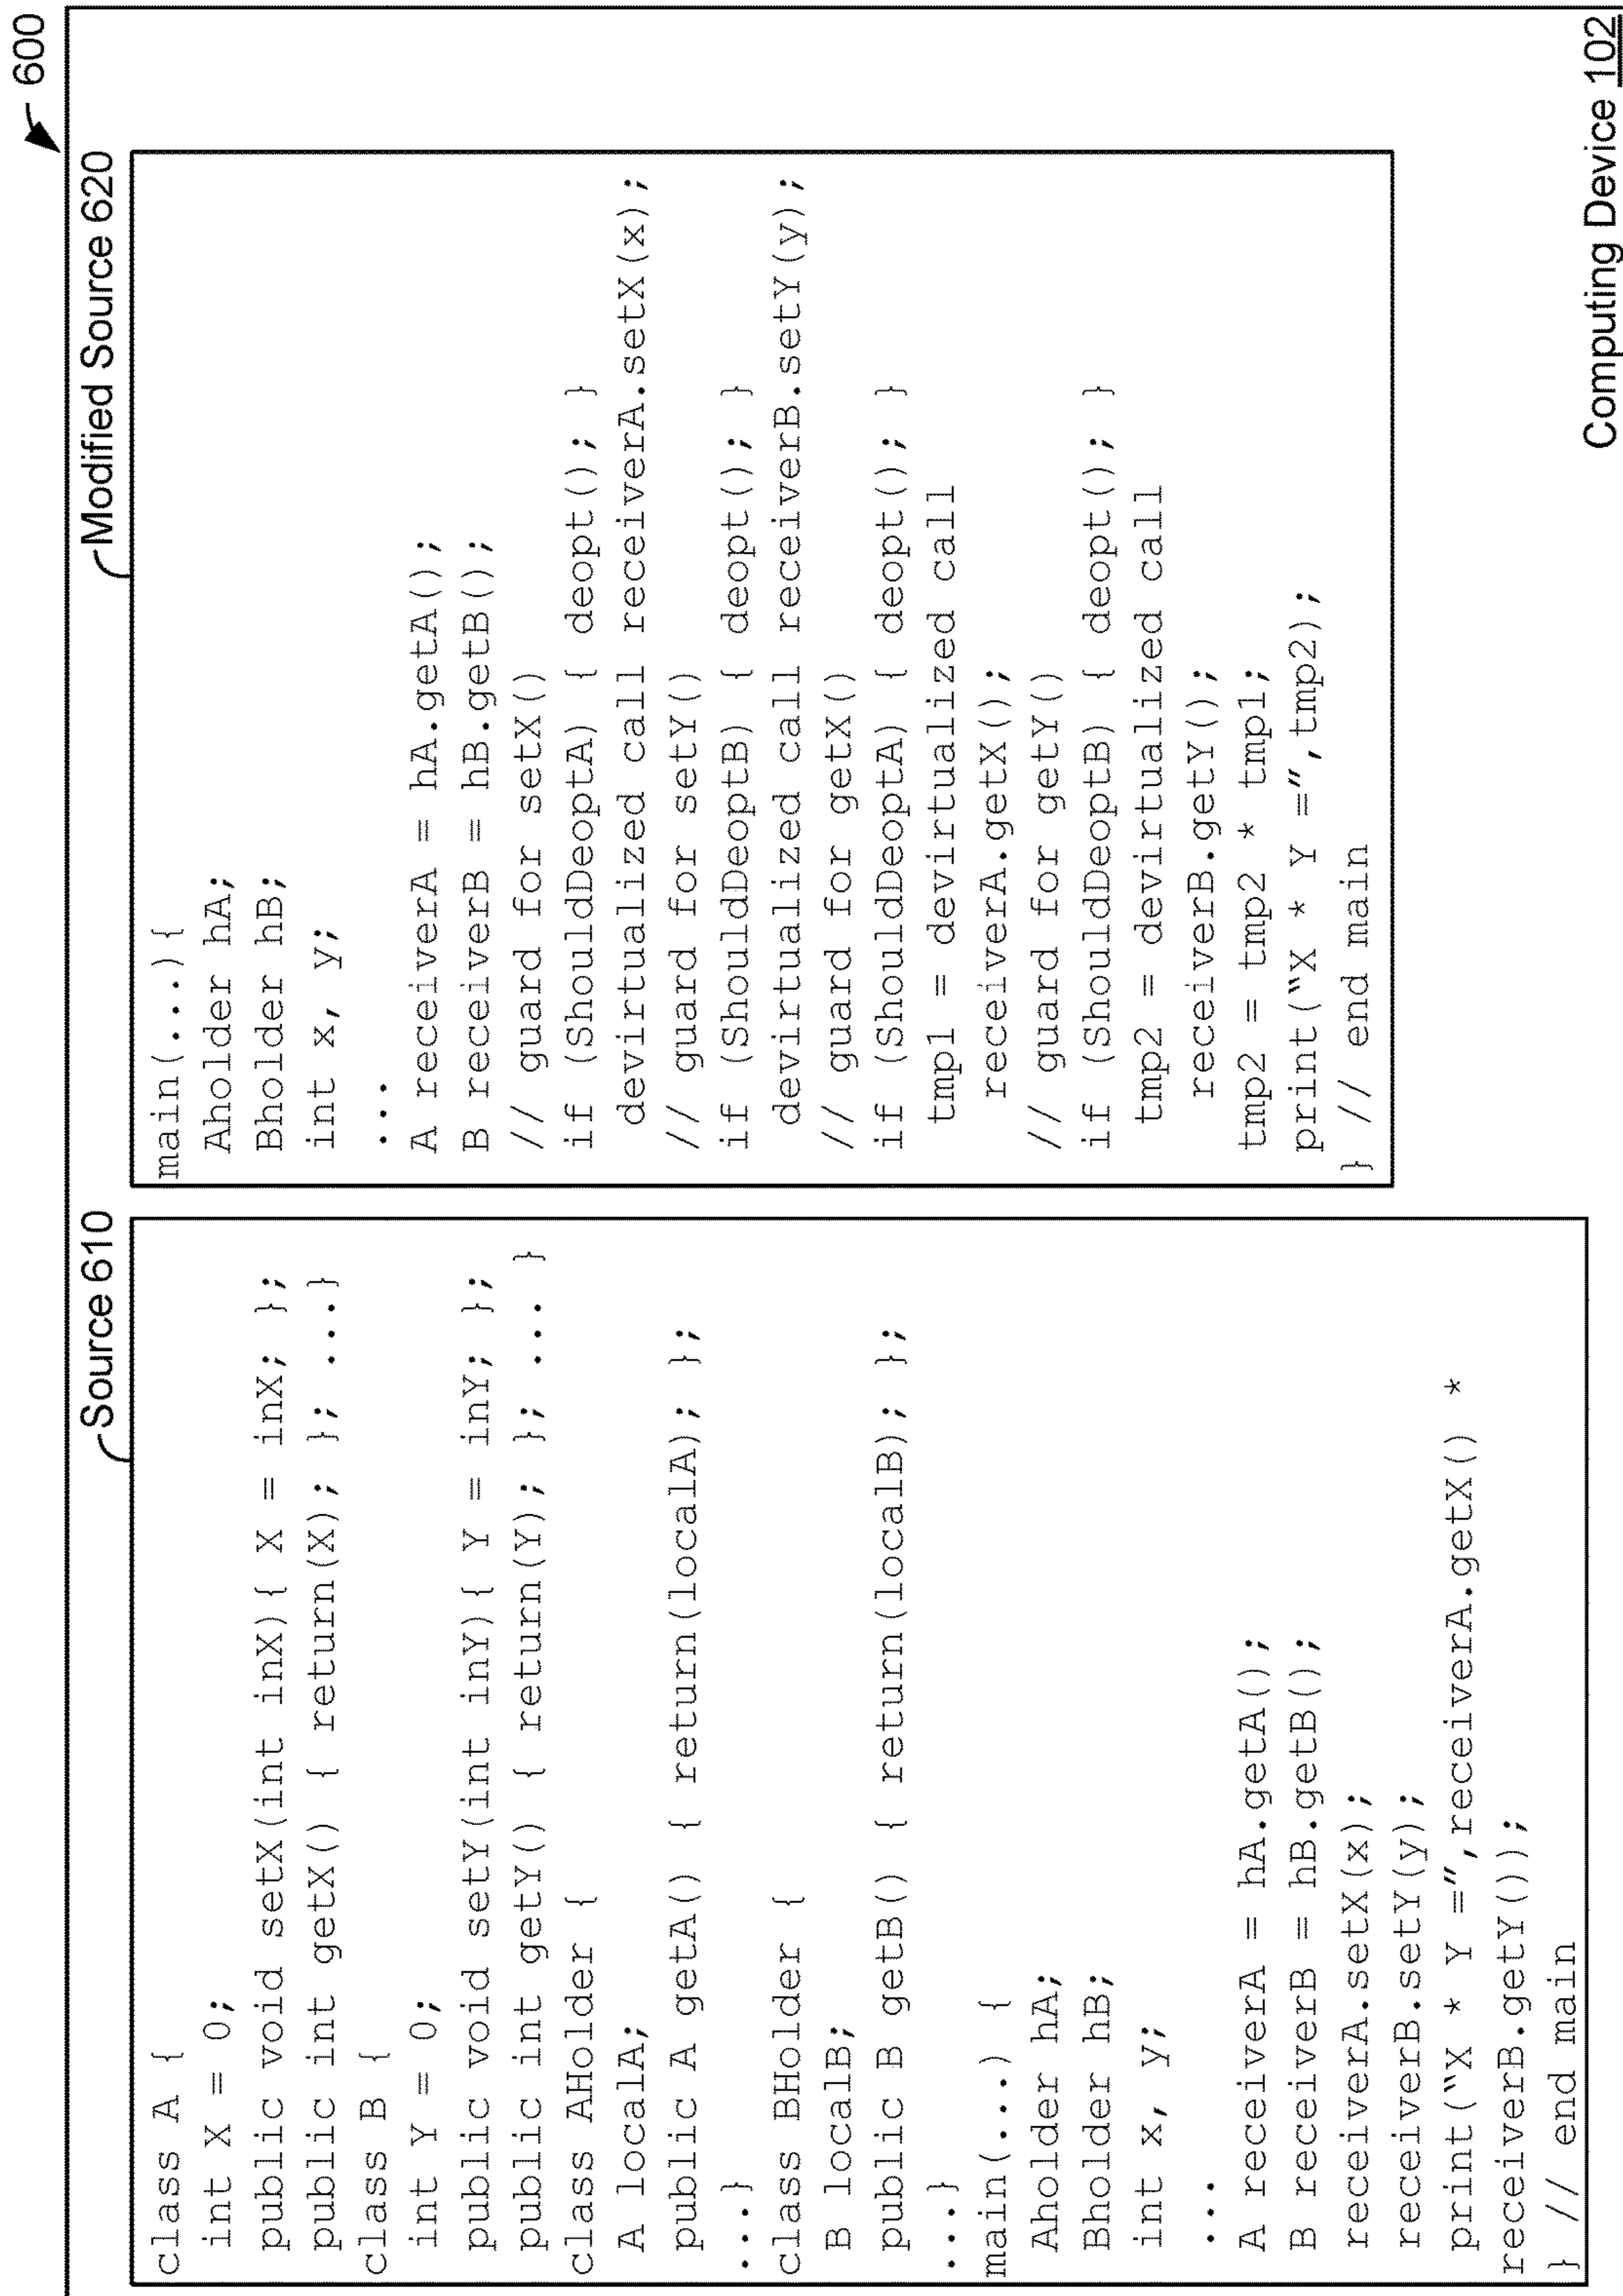 600
Source 610
class A {
int X = 0;
public void setX(int inX){ X = inX; };
public int getX() { return(X); }; ...}
class B {
int Y = 0;
public void setY(int inY){ Y = inY; };
public int getY() { return(Y); }; ... }
class AHolder {
A localA;
public A getA() { return(localA); };
...}
class BHolder {
B localB;
public B getB() { return(localB); };
...}
main(...) {
Aholder hA;
Bholder hB;
int x, y;
...
A receiverA = hA.getA();
B receiverB = hB.getB();
receiverA.setX(x);
receiverB.setY(y);
print(“X * Y =”,receiverA.getX() *
receiverB.getY());
} // end main
Modified Source 620
main(...){
Aholder hA;
Bholder hB;
int x, y;
...
A receiverA = hA.getA();
B receiverB = hB.getB();
// guard for setX()
if (ShouldDeoptA) { deopt(); }
devirtualized call receiverA.setX(x);
// guard for setY()
if (ShouldDeoptB) { deopt(); }
devirtualized call receiverB.setY(y);
// guard for getX()
if (ShouldDeoptA) { deopt(); }
tmp1 = devirtualized call
receiverA.getX();
// guard for getY()
if (ShouldDeoptB) { deopt(); }
tmp2 = devirtualized call
receiverB.getY();
tmp2 = tmp2 * tmp1;
print(“X * Y =”,tmp2);
} // end main
Computing Device 102